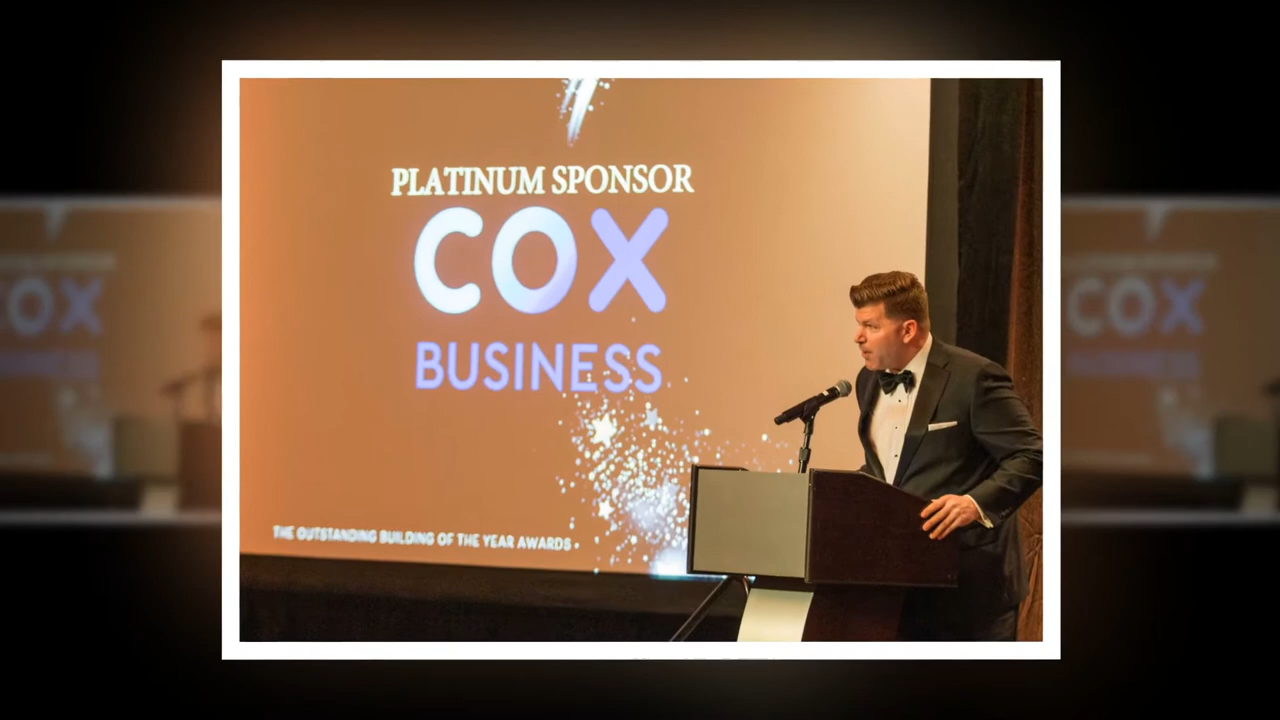 PLATINUM SPONSOR
COX
BUSINESS
THE OUTSTANDING BUILDING OF THE YEAR AWARDS